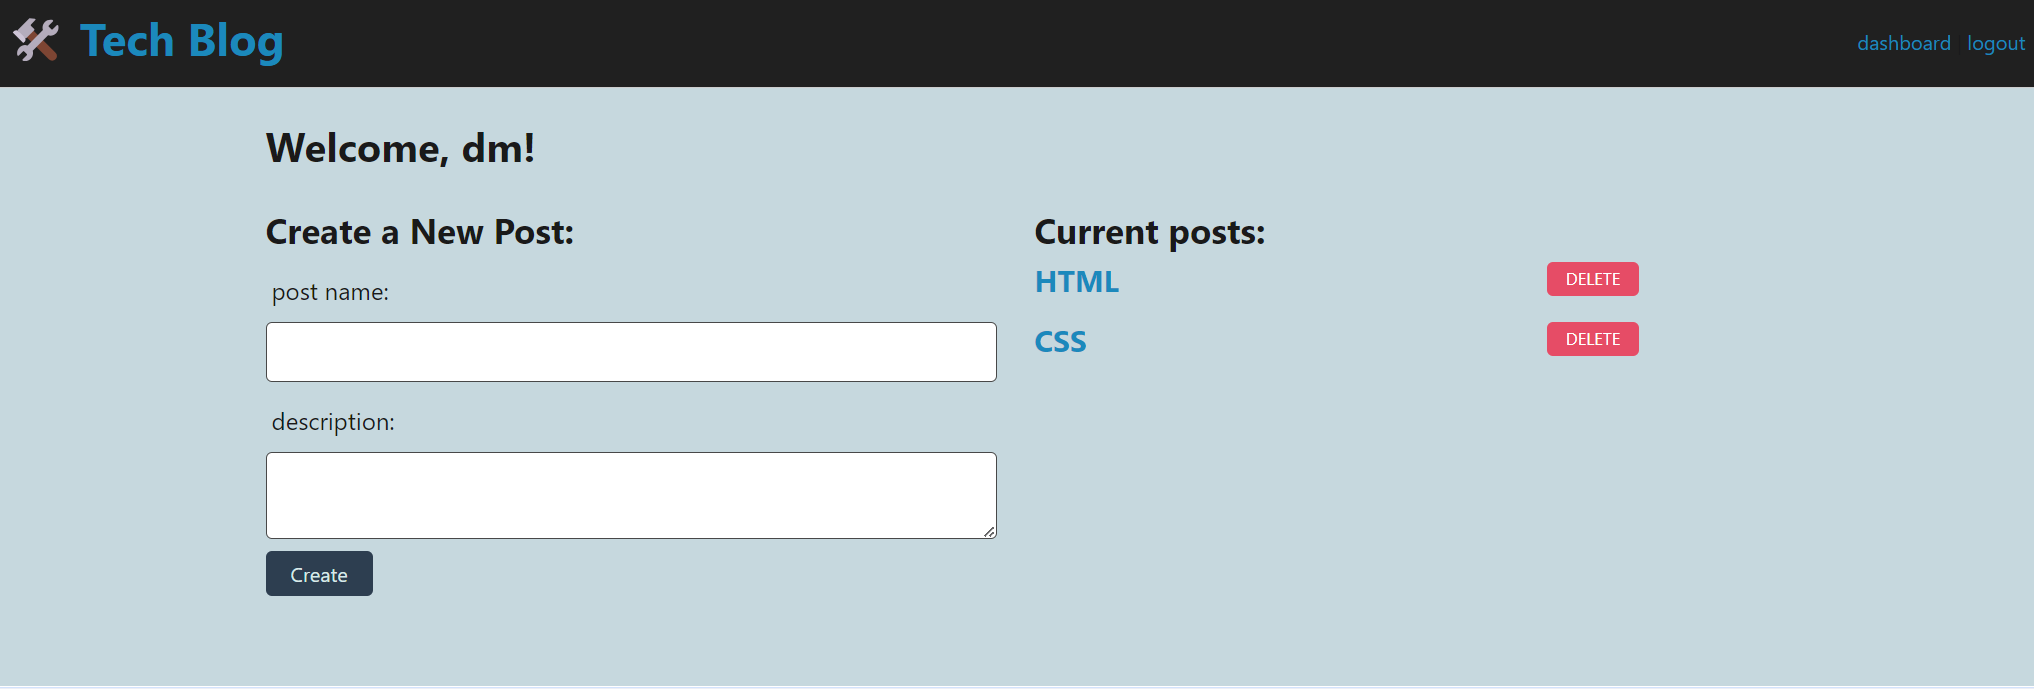 Tech Blog
dashboard logout
Welcome, dm!
Create a New Post:
post name:
description:
Create
Current posts:
HTML DELETE
CSS DELETE